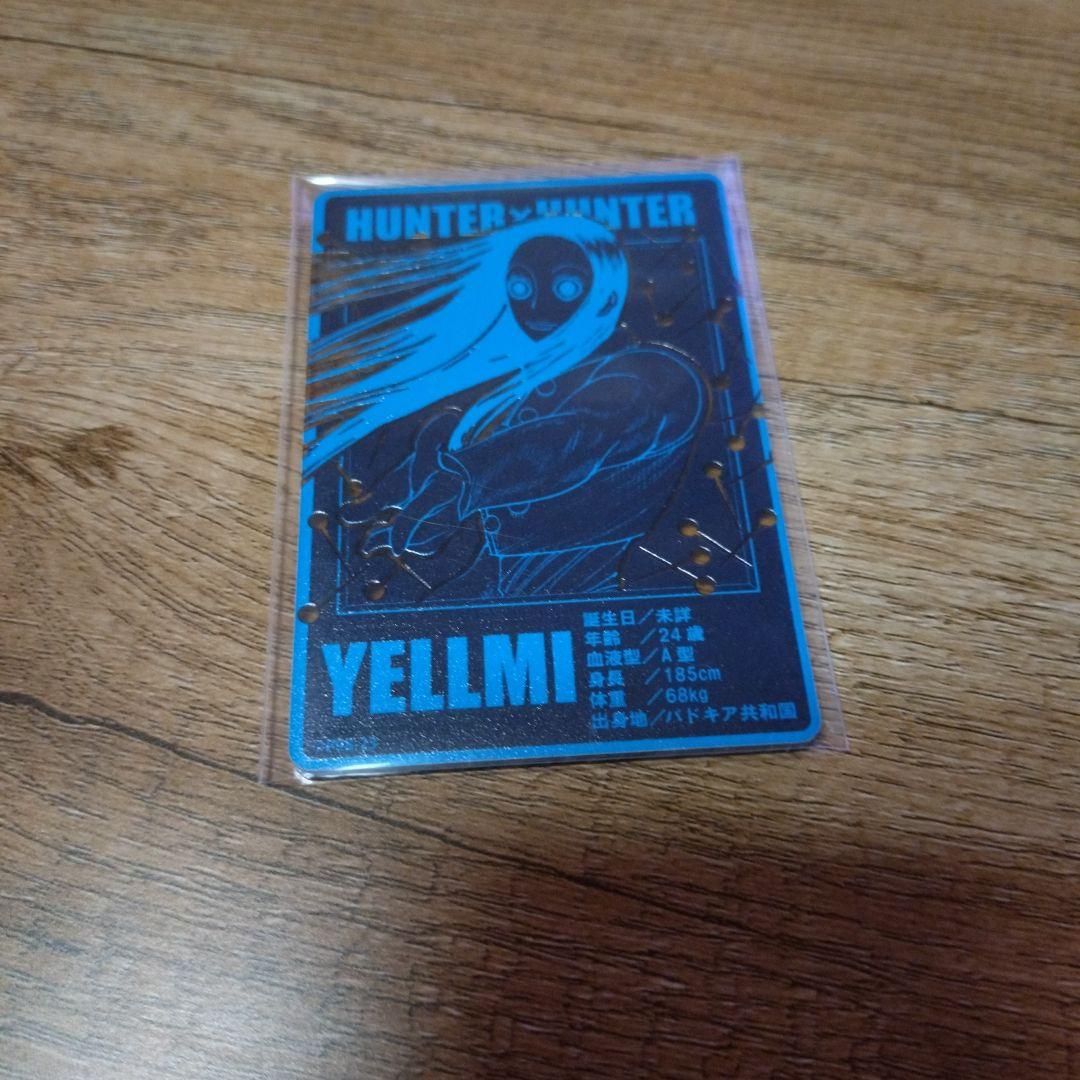 HUNTER×HUNTER
YELLMI
誕生日／未詳
年齢　／24歳
血液型／A型
身長　／185cm
体重　／68kg
出身地／パドキア共和国